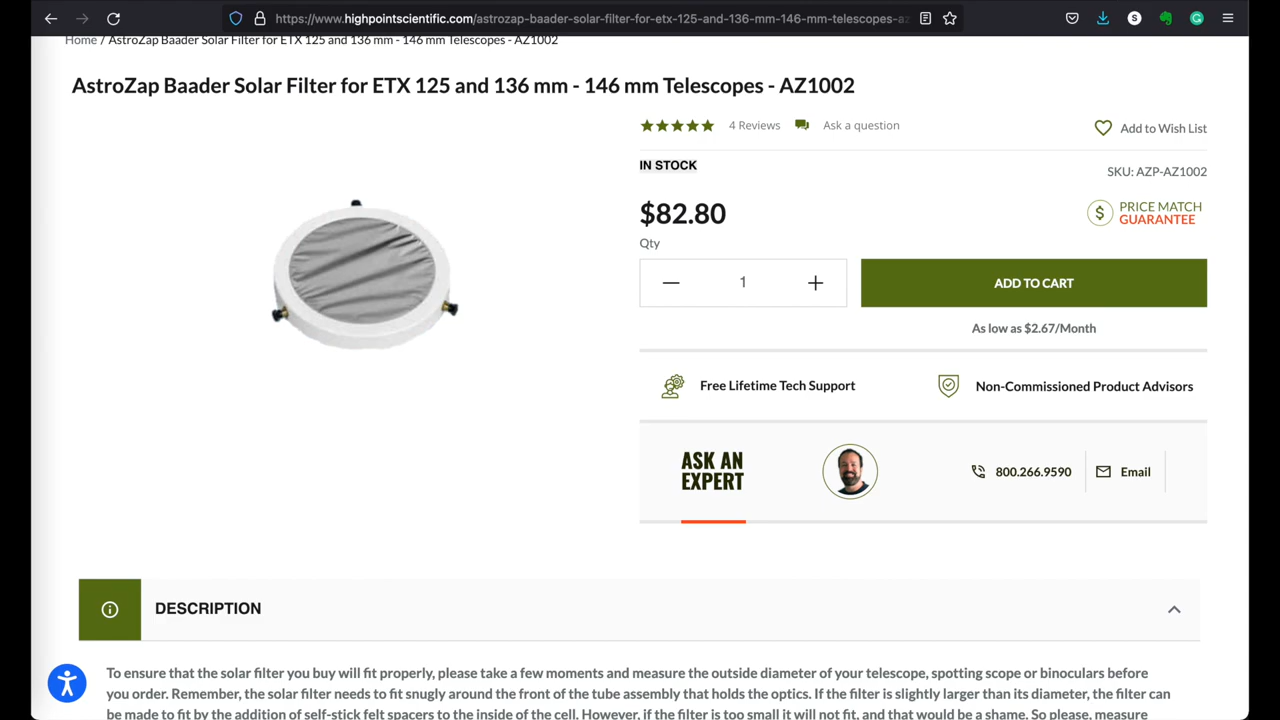 https://www.highpointscientific.com/astrozap-baader-solar-filter-for-etx-125-and-136-mm-146-mm-telescopes-az
Home / AstroZap Baader Solar Filter for ETX 125 and 136 mm - 146 mm Telescopes - AZ1002
AstroZap Baader Solar Filter for ETX 125 and 136 mm - 146 mm Telescopes - AZ1002
4 Reviews Ask a question Add to Wish List
IN STOCK
SKU: AZP-AZ1002
$82.80
PRICE MATCH
GUARANTEE
Qty
1
ADD TO CART
As low as $2.67/Month
Free Lifetime Tech Support
Non-Commissioned Product Advisors
ASK AN
EXPERT
800.266.9590
Email
DESCRIPTION
To ensure that the solar filter you buy will fit properly, please take a few moments and measure the outside diameter of your telescope, spotting scope or binoculars before
you order. Remember, the solar filter needs to fit snugly around the front of the tube assembly that holds the optics. If the filter is slightly larger than its diameter, the filter can
be made to fit by the addition of self-stick felt spacers to the inside of the cell. However, if the filter is too small it will not fit, and that would be a shame. So please, measure